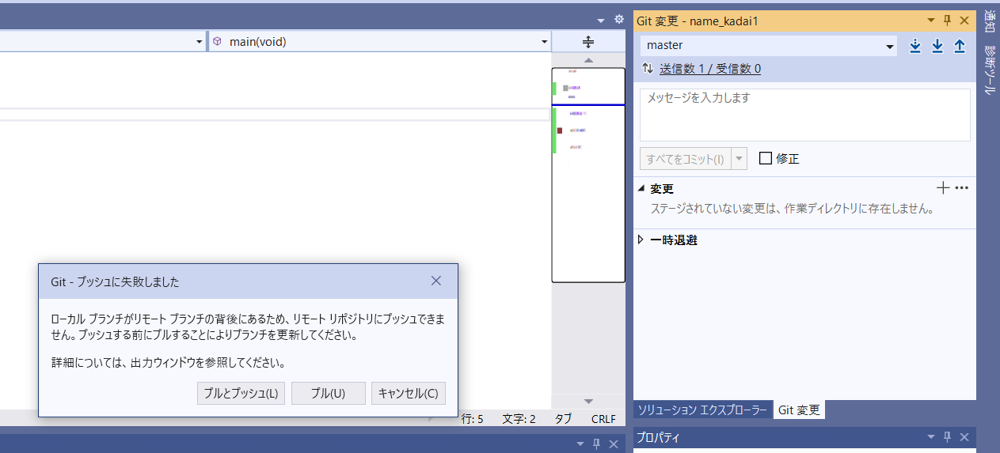 main(void)
Git 変更 - name_kadai1
master
送信数 1 / 受信数 0
メッセージを入力します
すべてをコミット(I)
修正
変更
ステージされていない変更は、作業ディレクトリに存在しません。
一時退避
Git - プッシュに失敗しました
ローカル ブランチがリモート ブランチの背後にあるため、リモート リポジトリにプッシュできま
せん。プッシュする前にプルすることによりブランチを更新してください。
詳細については、出力ウィンドウを参照してください。
プルとプッシュ(L)
プル(U)
キャンセル(C)
行: 5
文字: 2
タブ
CRLF
ソリューション エクスプローラー
Git 変更
プロパティ
通知
診断ツール